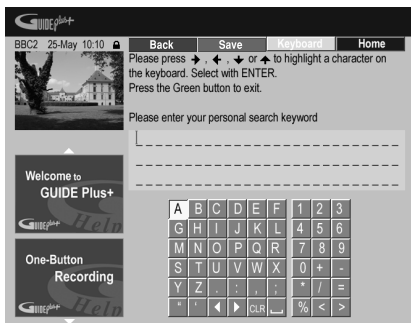 GUIDE Plus+
BBC2 25-May 10:10
Back Save Keyboard Home
Please press , , or to highlight a character on
the keyboard. Select with ENTER.
Press the Green button to exit.
Please enter your personal search keyword
Welcome to
GUIDE Plus+
GUIDE Plus+ Help
One-Button
Recording
GUIDE Plus+ Help
A B C D E F 1 2 3
G H I J K L 4 5 6
M N O P Q R 7 8 9
S T U V W X 0 + -
Y Z . : , ; * / =
" ' CLR % < >